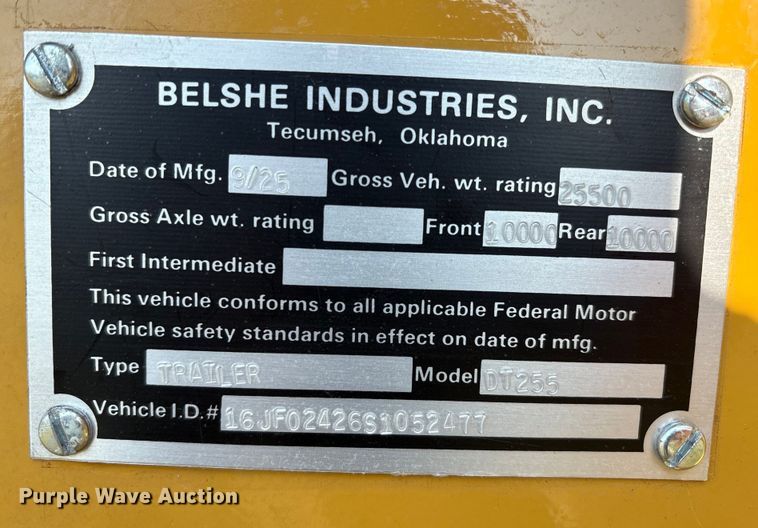 BELSHE INDUSTRIES, INC.
Tecumseh, Oklahoma
Date of Mfg. 9/25 Gross Veh. wt. rating 25500
Gross Axle wt. rating Front 10000 Rear 10000
First Intermediate
This vehicle conforms to all applicable Federal Motor
Vehicle safety standards in effect on date of mfg.
Type TRAILER Model DT255
Vehicle I.D.# 16JF02426S1052477
Purple Wave Auction